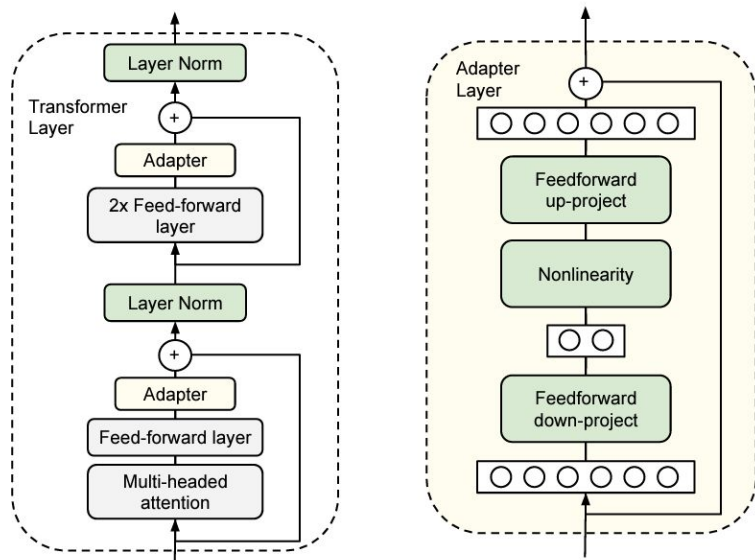 Layer Norm
Transformer
Layer
+
Adapter
2x Feed-forward
layer
Layer Norm
+
Adapter
Feed-forward layer
Multi-headed
attention
Adapter
Layer
+
Feedforward
up-project
Nonlinearity
Feedforward
down-project